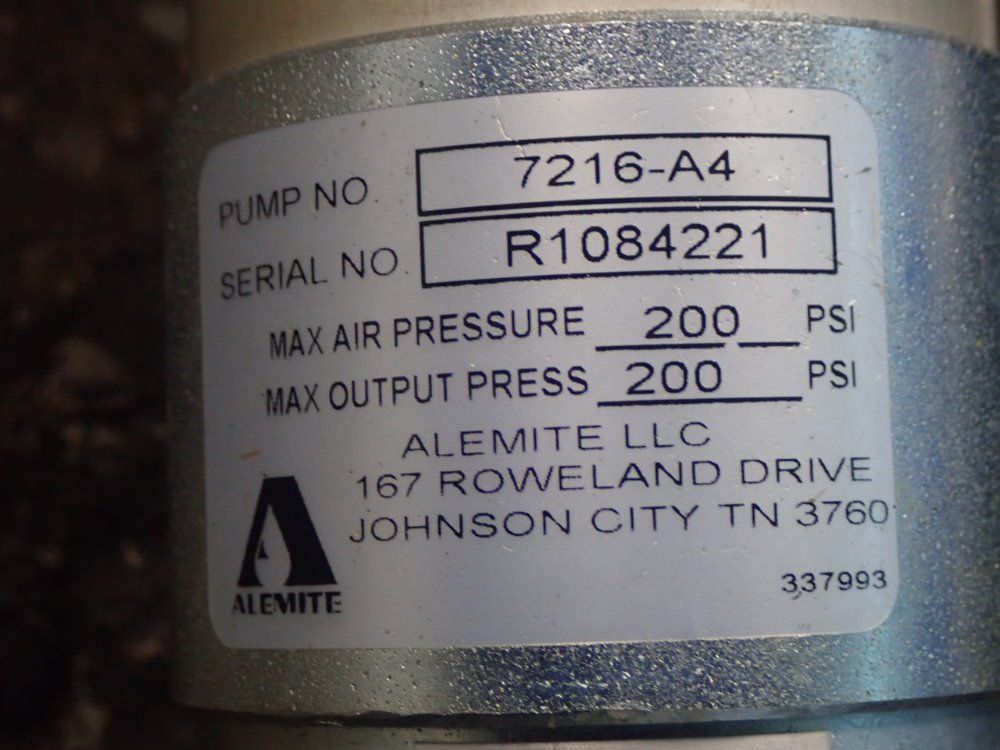 PUMP NO. 7216-A4
SERIAL NO. R1084221
MAX AIR PRESSURE 200 PSI
MAX OUTPUT PRESS 200 PSI
ALEMITE LLC
167 ROWELAND DRIVE
JOHNSON CITY TN 3760
337993
ALEMITE